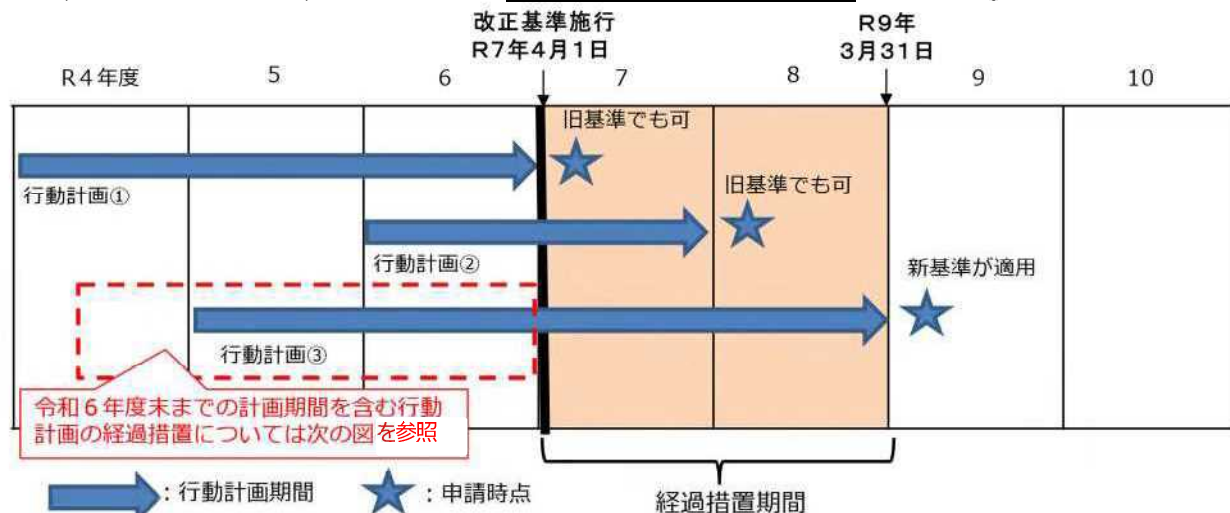 改正基準施行
R7年4月1日
R9年
3月31日
R4年度
5
6
7
8
9
10
旧基準でも可
行動計画①
旧基準でも可
行動計画②
新基準が適用
行動計画③
令和6年度末までの計画期間を含む行動
計画の経過措置については次の図を参照
：行動計画期間
：申請時点
経過措置期間